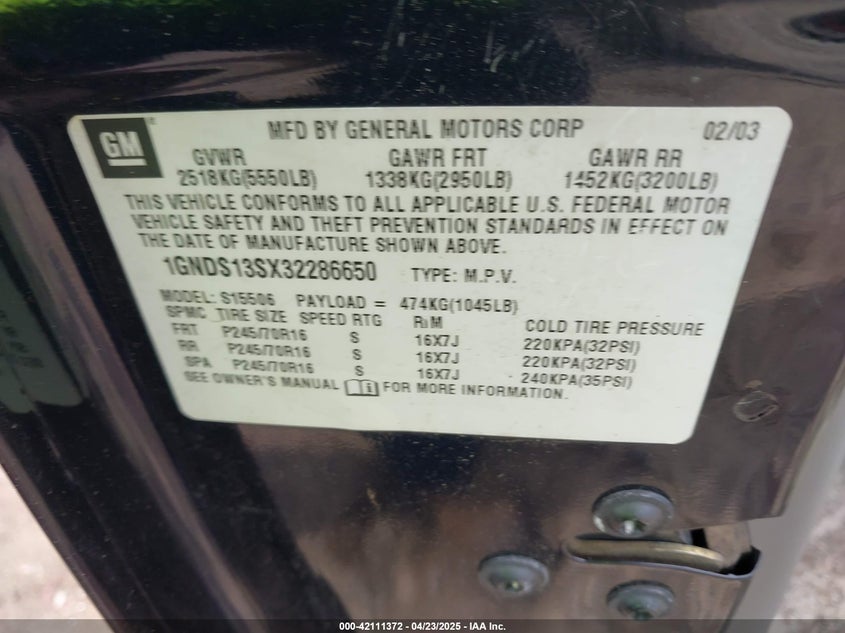 GM
MFD BY GENERAL MOTORS CORP 02/03
GVWR GAWR FRT GAWR RR
2518KG(5550LB) 1338KG(2950LB) 1452KG(3200LB)
THIS VEHICLE CONFORMS TO ALL APPLICABLE U.S. FEDERAL MOTOR
VEHICLE SAFETY AND THEFT PREVENTION STANDARDS IN EFFECT ON
THE DATE OF MANUFACTURE SHOWN ABOVE.
1GNDS13SX32286650 TYPE: M.P.V.
MODEL: S15506 PAYLOAD = 474KG(1045LB)
SPMC TIRE SIZE SPEED RTG RIM COLD TIRE PRESSURE
FRT P245/70R16 S 16X7J 220KPA(32PSI)
RR P245/70R16 S 16X7J 220KPA(32PSI)
SPA P245/70R16 S 16X7J 240KPA(35PSI)
SEE OWNER'S MANUAL FOR MORE INFORMATION.
000-42111372 - 04/23/2025 - IAA Inc.